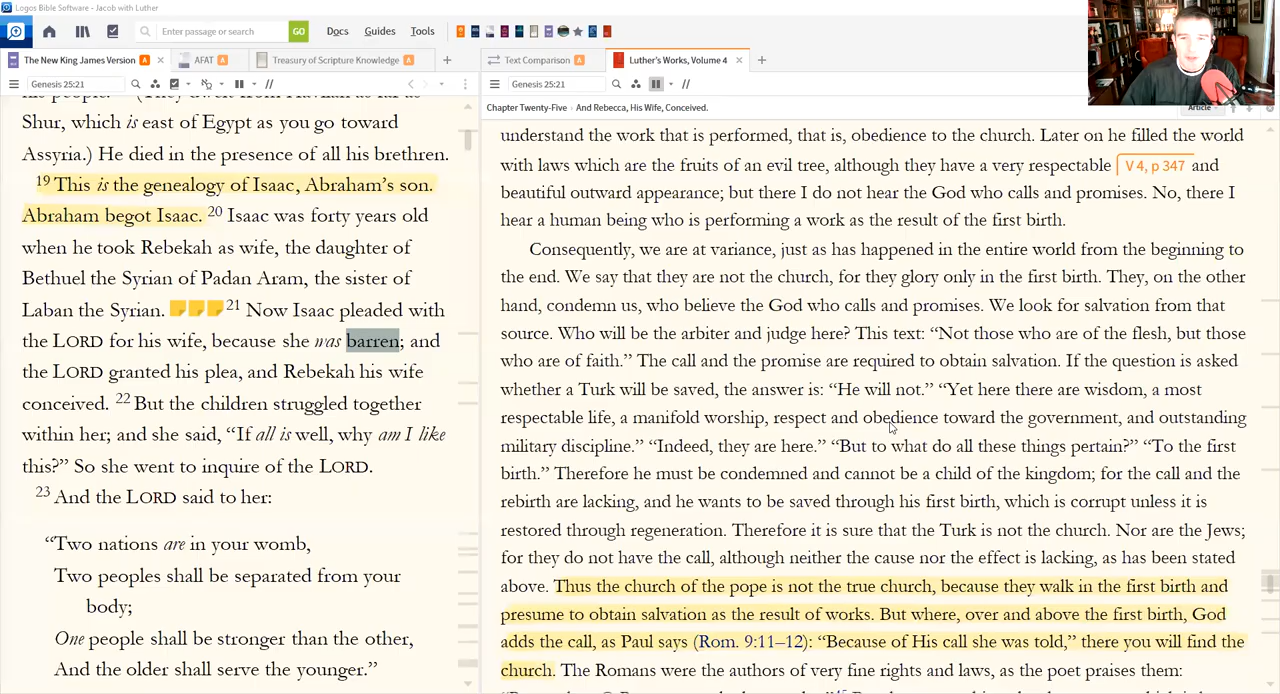 Logos Bible Software - Jacob with Luther
Enter passage or search
GO
Docs
Guides
Tools
The New King James Version A
AFAT A
Treasury of Scripture Knowledge A
Text Comparison A
Luther's Works, Volume 4
Genesis 25:21
Genesis 25:21
Chapter Twenty-Five › And Rebecca, His Wife, Conceived.
Article
Shur, which is east of Egypt as you go toward
Assyria.) He died in the presence of all his brethren.
19 This is the genealogy of Isaac, Abraham’s son.
Abraham begot Isaac. 20 Isaac was forty years old
when he took Rebekah as wife, the daughter of
Bethuel the Syrian of Padan Aram, the sister of
Laban the Syrian. 21 Now Isaac pleaded with
the LORD for his wife, because she was barren; and
the LORD granted his plea, and Rebekah his wife
conceived. 22 But the children struggled together
within her; and she said, “If all is well, why am I like
this?” So she went to inquire of the LORD.
23 And the LORD said to her:
“Two nations are in your womb,
Two peoples shall be separated from your
body;
One people shall be stronger than the other,
And the older shall serve the younger.”
understand the work that is performed, that is, obedience to the church. Later on he filled the world
with laws which are the fruits of an evil tree, although they have a very respectable V 4, p 347 and
beautiful outward appearance; but there I do not hear the God who calls and promises. No, there I
hear a human being who is performing a work as the result of the first birth.
Consequently, we are at variance, just as has happened in the entire world from the beginning to
the end. We say that they are not the church, for they glory only in the first birth. They, on the other
hand, condemn us, who believe the God who calls and promises. We look for salvation from that
source. Who will be the arbiter and judge here? This text: “Not those who are of the flesh, but those
who are of faith.” The call and the promise are required to obtain salvation. If the question is asked
whether a Turk will be saved, the answer is: “He will not.” “Yet here there are wisdom, a most
respectable life, a manifold worship, respect and obedience toward the government, and outstanding
military discipline.” “Indeed, they are here.” “But to what do all these things pertain?” “To the first
birth.” Therefore he must be condemned and cannot be a child of the kingdom; for the call and the
rebirth are lacking, and he wants to be saved through his first birth, which is corrupt unless it is
restored through regeneration. Therefore it is sure that the Turk is not the church. Nor are the Jews;
for they do not have the call, although neither the cause nor the effect is lacking, as has been stated
above. Thus the church of the pope is not the true church, because they walk in the first birth and
presume to obtain salvation as the result of works. But where, over and above the first birth, God
adds the call, as Paul says (Rom. 9:11–12): “Because of His call she was told,” there you will find the
church. The Romans were the authors of very fine rights and laws, as the poet praises them: